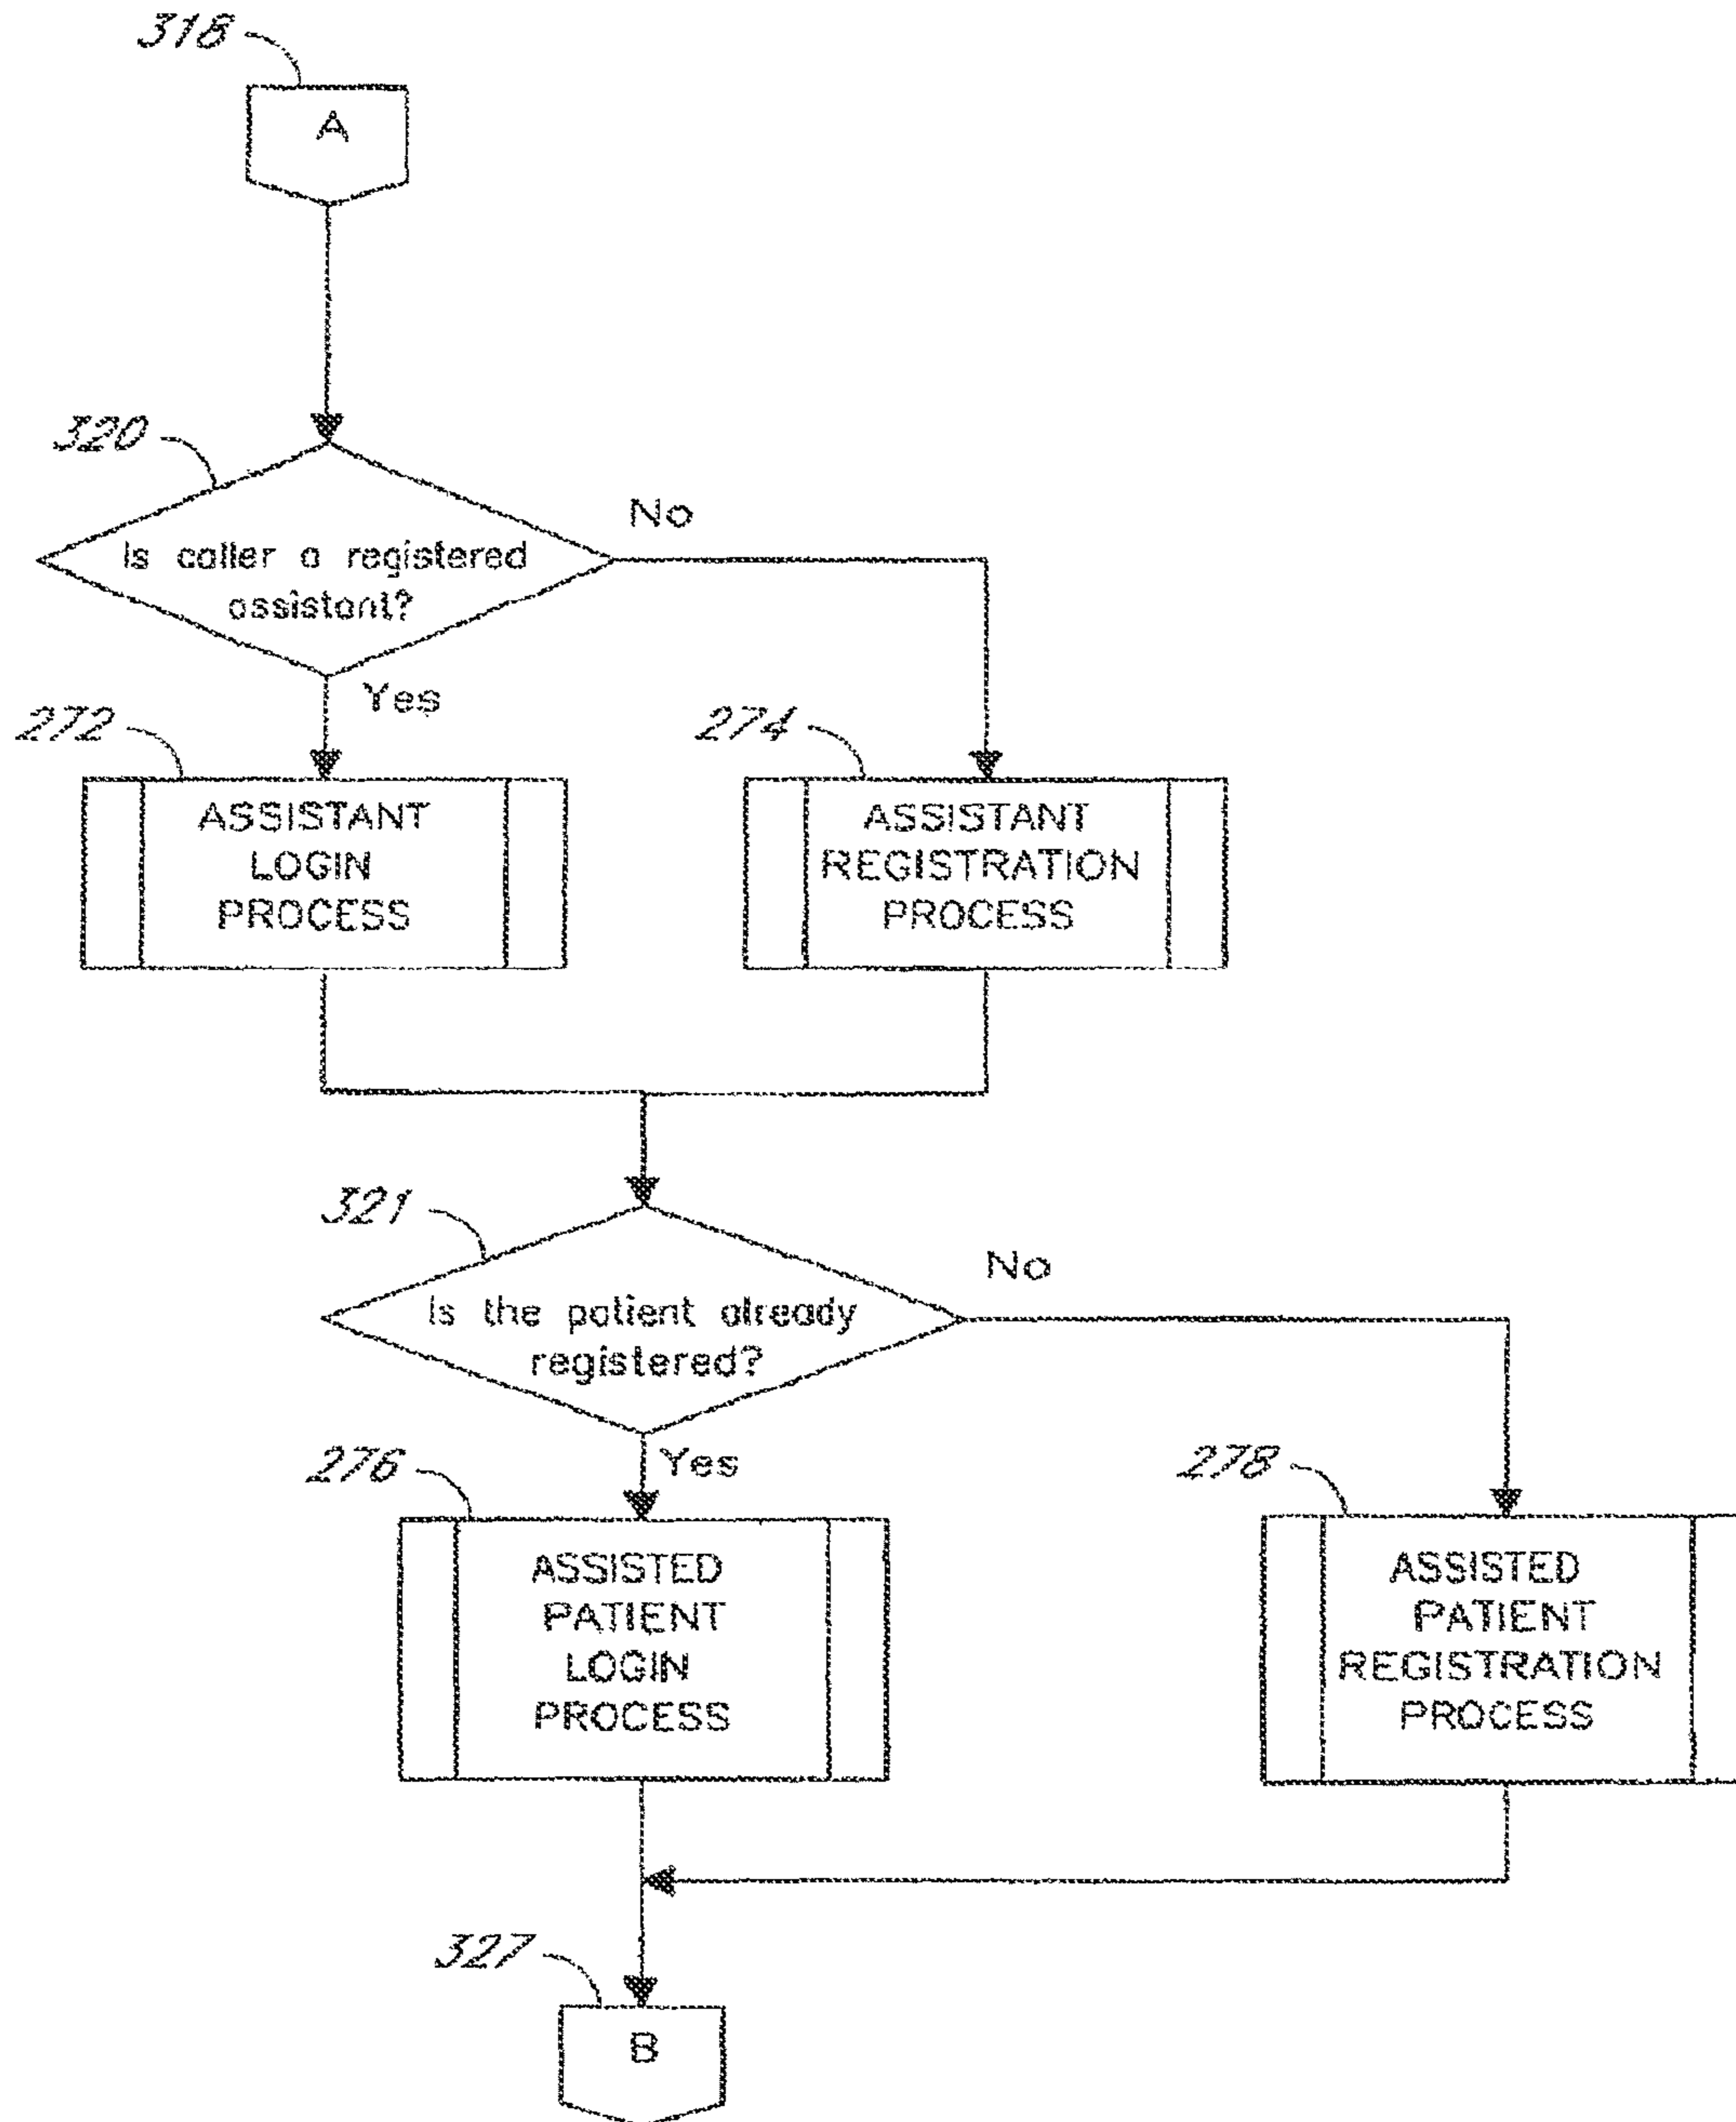 318
A
320
No
Is caller a registered
assistant?
Yes
272
274
ASSISTANT
LOGIN
PROCESS
ASSISTANT
REGISTRATION
PROCESS
321
No
Is the patient already
registered?
Yes
276
278
ASSISTED
PATIENT
LOGIN
PROCESS
ASSISTED
PATIENT
REGISTRATION
PROCESS
327
B